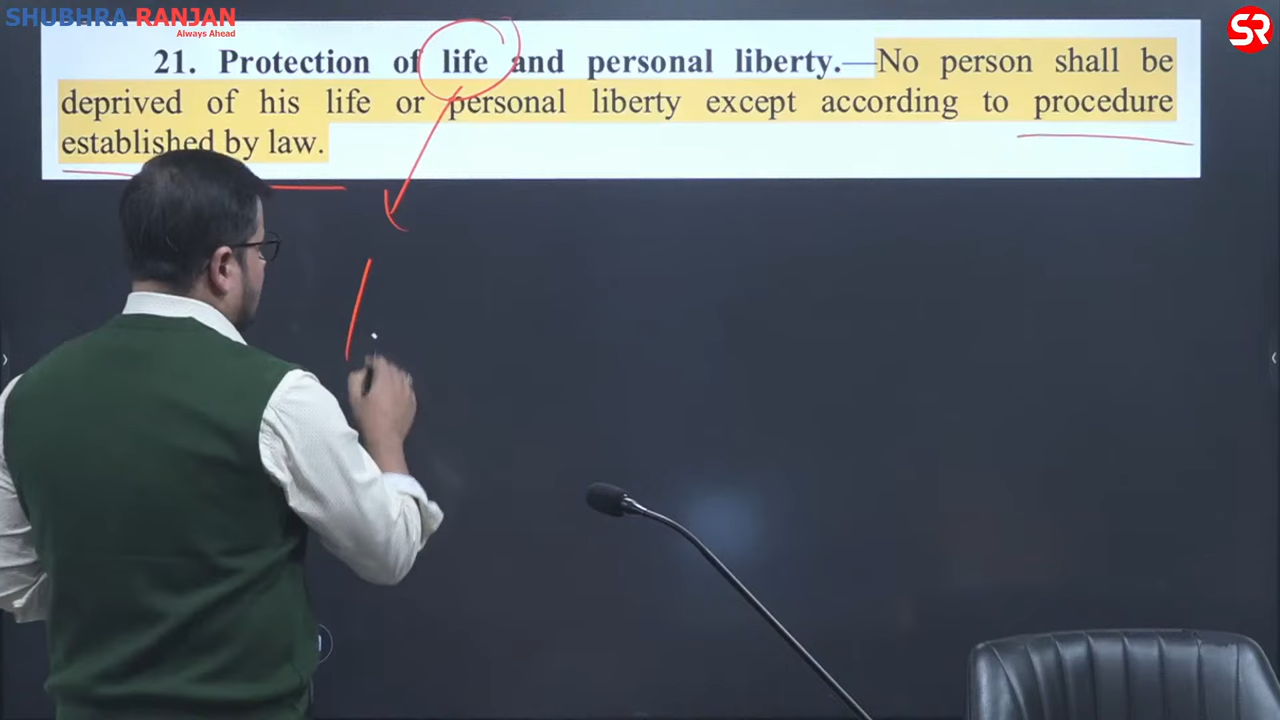 SHUBHRA RANJAN
Always Ahead
SR
21. Protection of life and personal liberty.—No person shall be
deprived of his life or personal liberty except according to procedure
established by law.